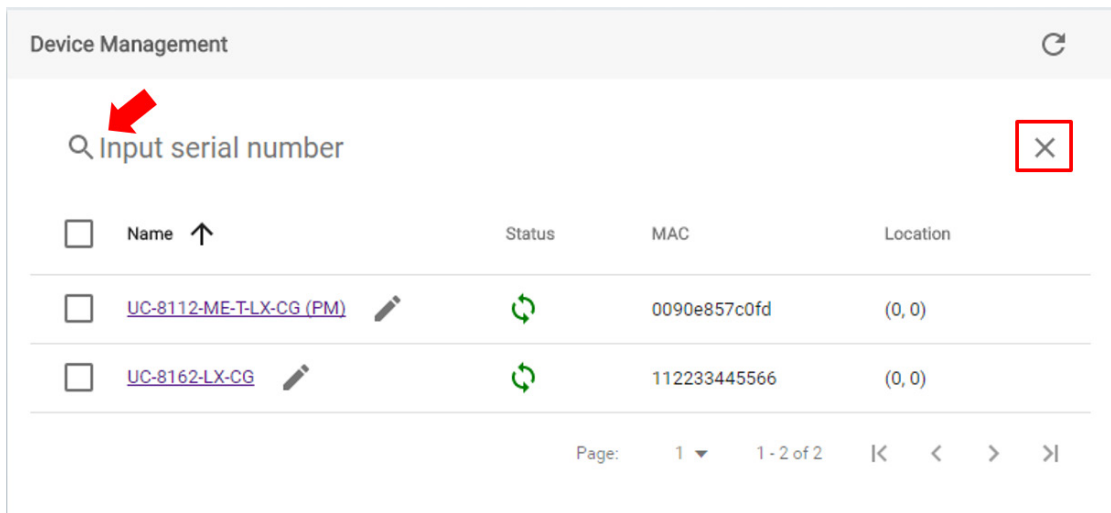 Device Management
Input serial number
Name Status MAC Location
UC-8112-ME-T-LX-CG (PM) 0090e857c0fd (0, 0)
UC-8162-LX-CG 112233445566 (0, 0)
Page: 1 1 - 2 of 2